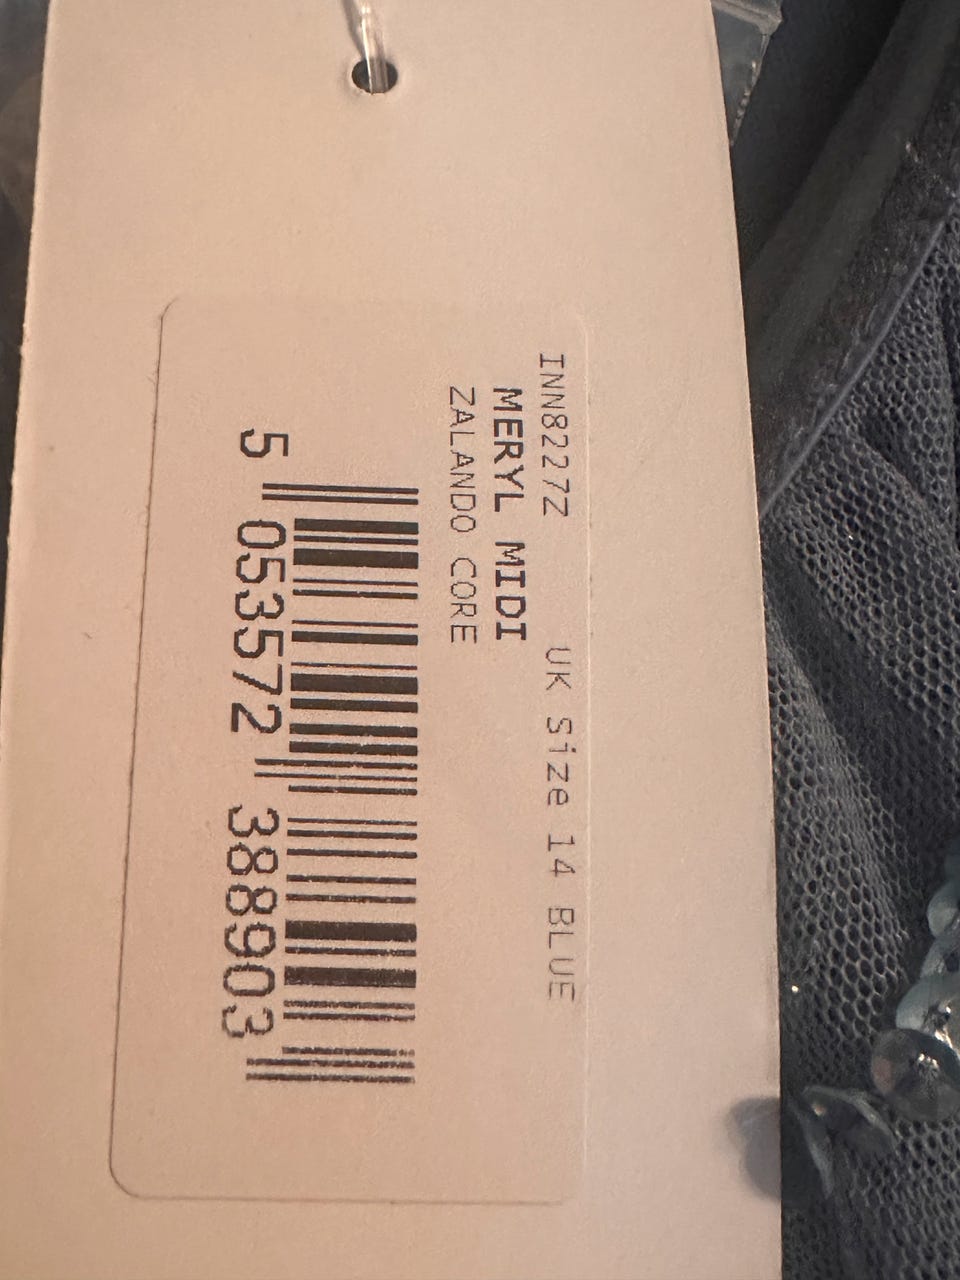 INN8227Z UK Size 14 BLUE
MERYL MIDI
ZALANDO CORE
5 053572 388903